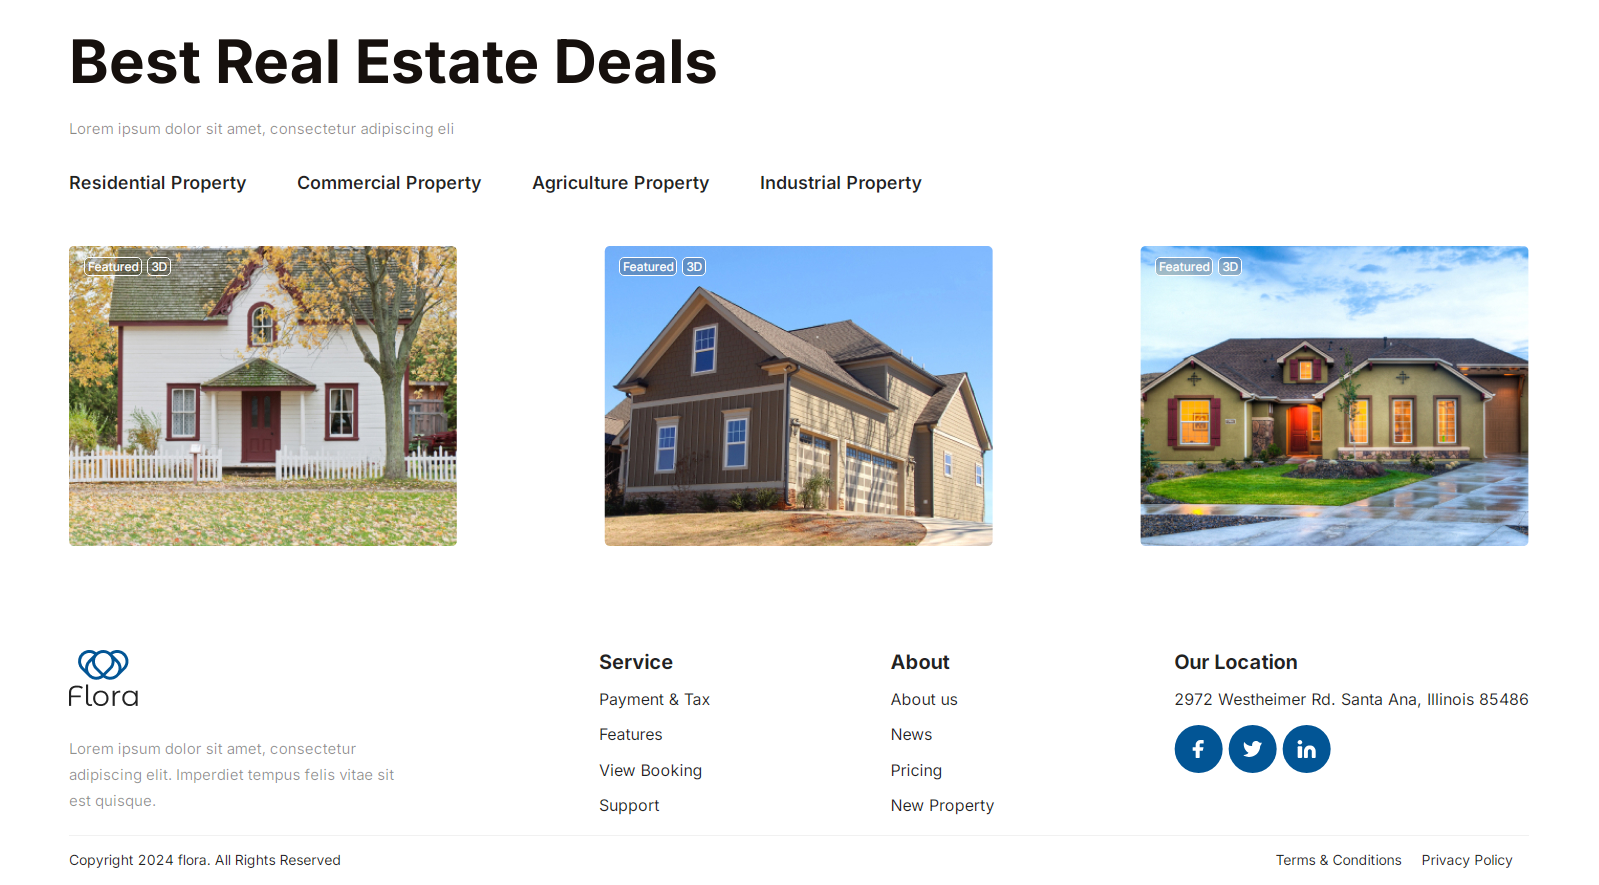 Best Real Estate Deals
Lorem ipsum dolor sit amet, consectetur adipiscing eli
Residential Property Commercial Property Agriculture Property Industrial Property
Featured 3D
Featured 3D
Featured 3D
Flora
Lorem ipsum dolor sit amet, consectetur
adipiscing elit. Imperdiet tempus felis vitae sit
est quisque.
Service
Payment & Tax
Features
View Booking
Support
About
About us
News
Pricing
New Property
Our Location
2972 Westheimer Rd. Santa Ana, Illinois 85486
Copyright 2024 flora. All Rights Reserved
Terms & Conditions Privacy Policy